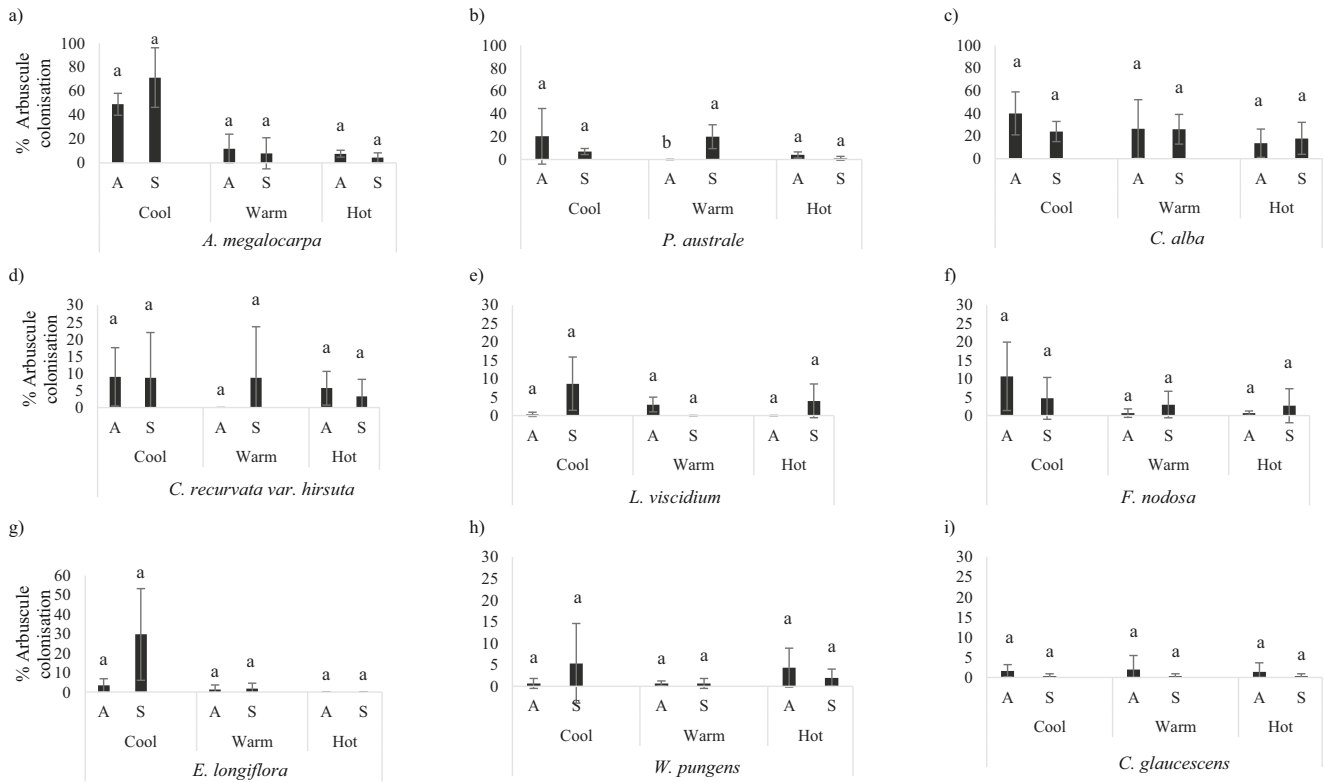 a)
% Arbuscule colonisation
100
80
60
40
20
0
a
a
a
a
a
a
A S A S A S
Cool Warm Hot
A. megalocarpa
b)
100
80
60
40
20
0
a
a
b
a
a
a
A S A S A S
Cool Warm Hot
P. australe
c)
100
80
60
40
20
0
a
a
a
a
a
a
A S A S A S
Cool Warm Hot
C. alba
d)
% Arbuscule colonisation
30
25
20
15
10
5
0
a
a
a
a
a
a
A S A S A S
Cool Warm Hot
C. recurvata var. hirsuta
e)
30
25
20
15
10
5
0
a
a
a
a
a
a
A S A S A S
Cool Warm Hot
L. viscidium
f)
30
25
20
15
10
5
0
a
a
a
a
a
a
A S A S A S
Cool Warm Hot
F. nodosa
g)
% Arbuscule colonisation
60
50
40
30
20
10
0
a
a
a
a
a
a
A S A S A S
Cool Warm Hot
E. longiflora
h)
30
25
20
15
10
5
0
a
a
a
a
a
a
A S A S A S
Cool Warm Hot
W. pungens
i)
30
25
20
15
10
5
0
a
a
a
a
a
a
A S A S A S
Cool Warm Hot
C. glaucescens